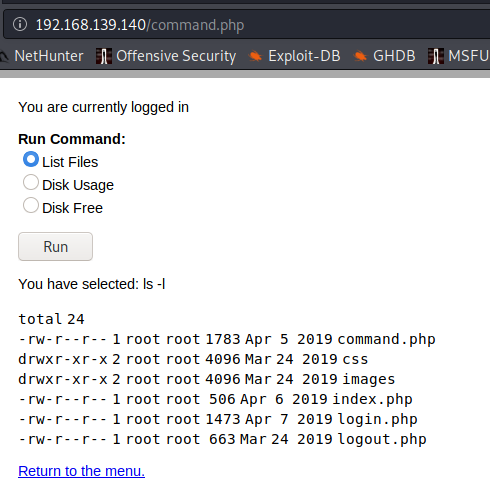 192.168.139.140/command.php
NetHunter Offensive Security Exploit-DB GHDB MSFU
You are currently logged in
Run Command:
List Files
Disk Usage
Disk Free
Run
You have selected: ls -l
total 24
-rw-r--r-- 1 root root 1783 Apr 5 2019 command.php
drwxr-xr-x 2 root root 4096 Mar 24 2019 css
drwxr-xr-x 2 root root 4096 Mar 24 2019 images
-rw-r--r-- 1 root root 506 Apr 6 2019 index.php
-rw-r--r-- 1 root root 1473 Apr 7 2019 login.php
-rw-r--r-- 1 root root 663 Mar 24 2019 logout.php
Return to the menu.